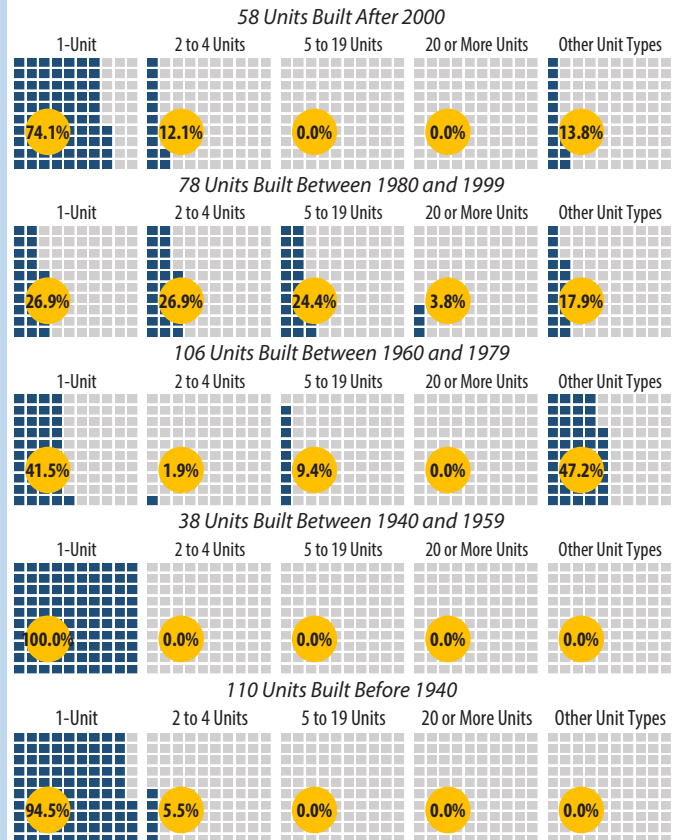 58 Units Built After 2000
1-Unit 2 to 4 Units 5 to 19 Units 20 or More Units Other Unit Types
74.1% 12.1% 0.0% 0.0% 13.8%
78 Units Built Between 1980 and 1999
1-Unit 2 to 4 Units 5 to 19 Units 20 or More Units Other Unit Types
26.9% 26.9% 24.4% 3.8% 17.9%
106 Units Built Between 1960 and 1979
1-Unit 2 to 4 Units 5 to 19 Units 20 or More Units Other Unit Types
41.5% 1.9% 9.4% 0.0% 47.2%
38 Units Built Between 1940 and 1959
1-Unit 2 to 4 Units 5 to 19 Units 20 or More Units Other Unit Types
100.0% 0.0% 0.0% 0.0% 0.0%
110 Units Built Before 1940
1-Unit 2 to 4 Units 5 to 19 Units 20 or More Units Other Unit Types
94.5% 5.5% 0.0% 0.0% 0.0%